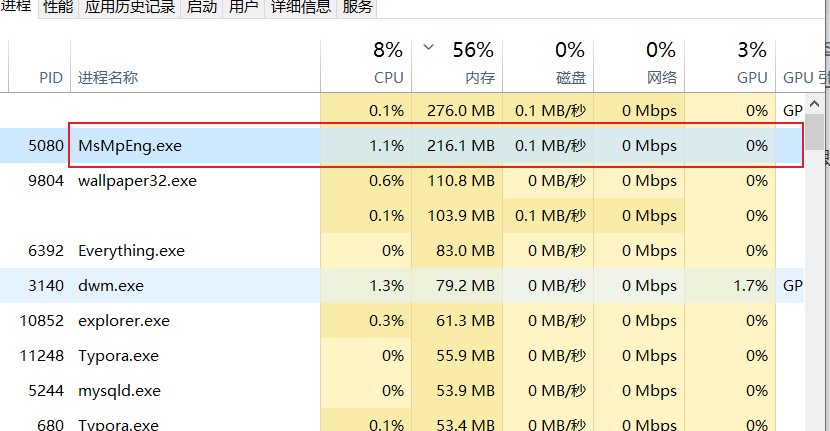 进程 性能 应用历史记录 启动 用户 详细信息 服务
8% 56% 0% 0% 3%
PID 进程名称 CPU 内存 磁盘 网络 GPU GPU 引
0.1% 276.0 MB 0.1 MB/秒 0 Mbps 0% GP
5080 MsMpEng.exe 1.1% 216.1 MB 0.1 MB/秒 0 Mbps 0%
9804 wallpaper32.exe 0.6% 110.8 MB 0 MB/秒 0 Mbps 0%
0.1% 103.9 MB 0.1 MB/秒 0 Mbps 0%
6392 Everything.exe 0% 83.0 MB 0 MB/秒 0 Mbps 0%
3140 dwm.exe 1.3% 79.2 MB 0 MB/秒 0 Mbps 1.7% GP
10852 explorer.exe 0.3% 61.3 MB 0 MB/秒 0 Mbps 0%
11248 Typora.exe 0% 55.9 MB 0 MB/秒 0 Mbps 0%
5244 mysqld.exe 0% 53.9 MB 0 MB/秒 0 Mbps 0%
680 Typora.exe 0.1% 53.4 MB 0 MB/秒 0 Mbps 0%